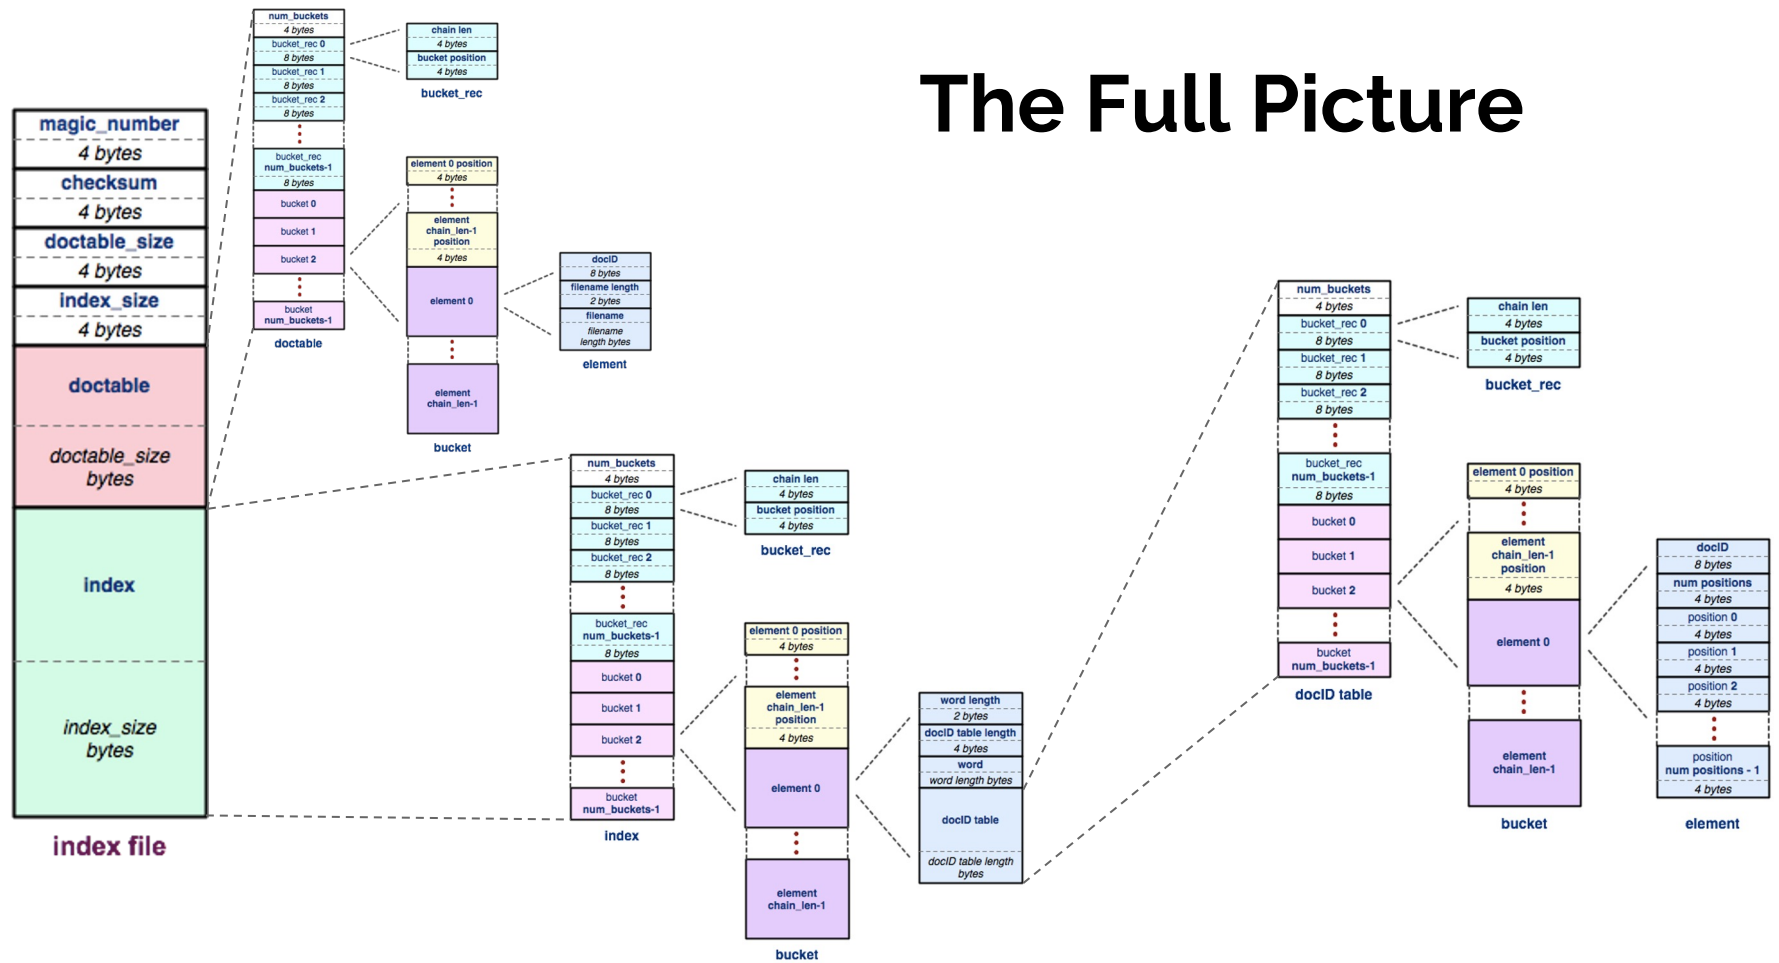 The Full Picture
magic_number
4 bytes
checksum
4 bytes
doctable_size
4 bytes
index_size
4 bytes
doctable
doctable_size
bytes
index
index_size
bytes
index file
num_buckets
4 bytes
bucket_rec 0
8 bytes
bucket_rec 1
8 bytes
bucket_rec 2
8 bytes
bucket_rec
num_buckets-1
8 bytes
bucket 0
bucket 1
bucket 2
bucket
num_buckets-1
doctable
chain len
4 bytes
bucket position
4 bytes
bucket_rec
element 0 position
4 bytes
element
chain_len-1
position
4 bytes
element 0
element
chain_len-1
bucket
docID
8 bytes
filename length
2 bytes
filename
filename
length bytes
element
num_buckets
4 bytes
bucket_rec 0
8 bytes
bucket_rec 1
8 bytes
bucket_rec 2
8 bytes
bucket_rec
num_buckets-1
8 bytes
bucket 0
bucket 1
bucket 2
bucket
num_buckets-1
index
chain len
4 bytes
bucket position
4 bytes
bucket_rec
element 0 position
4 bytes
element
chain_len-1
position
4 bytes
element 0
element
chain_len-1
bucket
word length
2 bytes
docID table length
4 bytes
word
word length bytes
docID table
docID table length
bytes
num_buckets
4 bytes
bucket_rec 0
8 bytes
bucket_rec 1
8 bytes
bucket_rec 2
8 bytes
bucket_rec
num_buckets-1
8 bytes
bucket 0
bucket 1
bucket 2
bucket
num_buckets-1
docID table
chain len
4 bytes
bucket position
4 bytes
bucket_rec
element 0 position
4 bytes
element
chain_len-1
position
4 bytes
element 0
element
chain_len-1
bucket
docID
8 bytes
num positions
4 bytes
position 0
4 bytes
position 1
4 bytes
position 2
4 bytes
position
num positions - 1
4 bytes
element